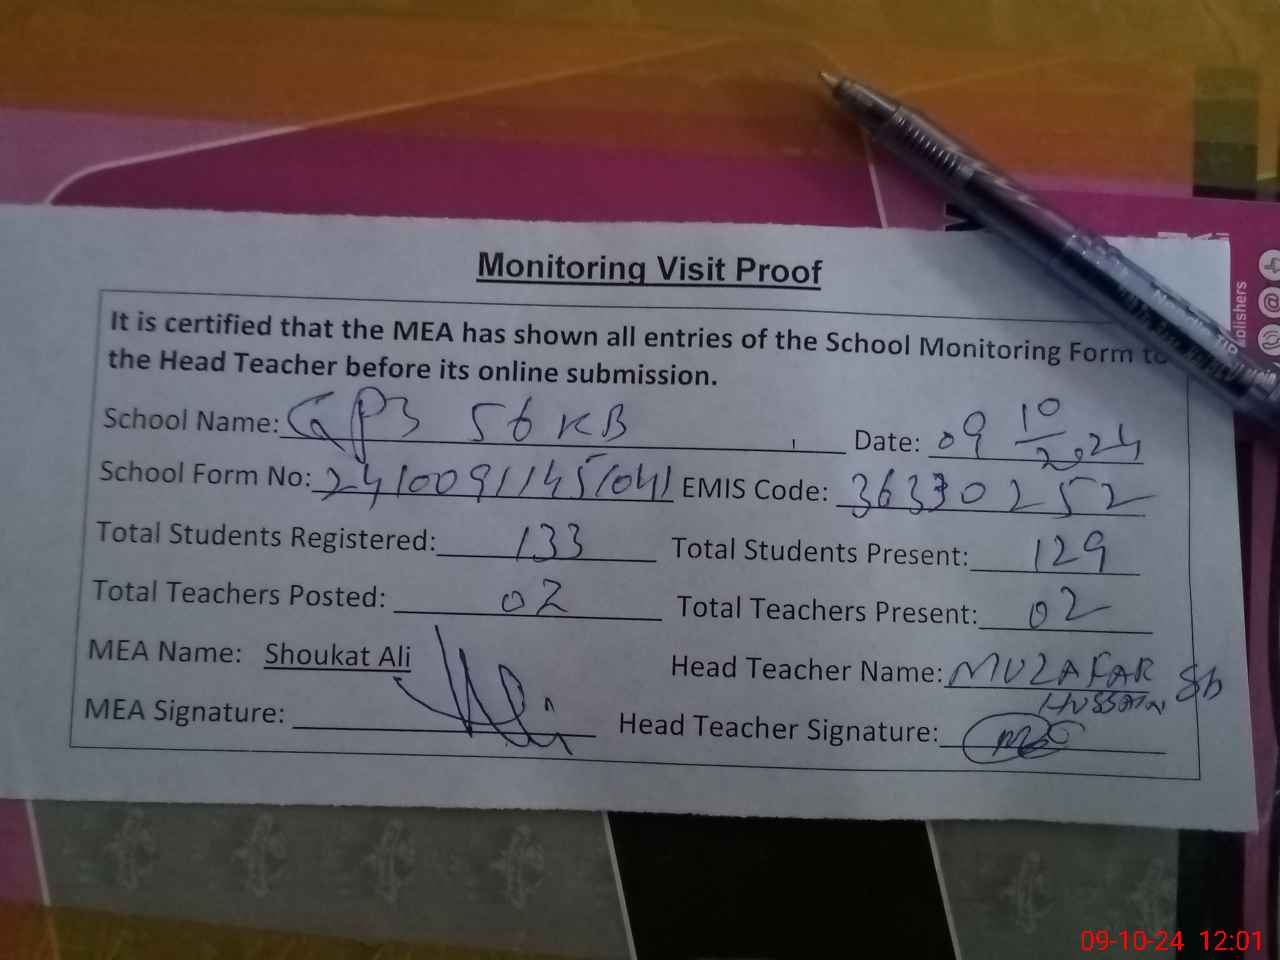 Monitoring Visit Proof
It is certified that the MEA has shown all entries of the School Monitoring Form to
the Head Teacher before its online submission.
School Name: GPS 56 KB Date: 09 10 2024
School Form No: 24100911451041 EMIS Code: 36330252
Total Students Registered: 133 Total Students Present: 129
Total Teachers Posted: 02 Total Teachers Present: 02
MEA Name: Shoukat Ali Head Teacher Name: MUZAFAR Sb
HUSSAIN
MEA Signature: Head Teacher Signature:
blishers
09-10-24 12:01